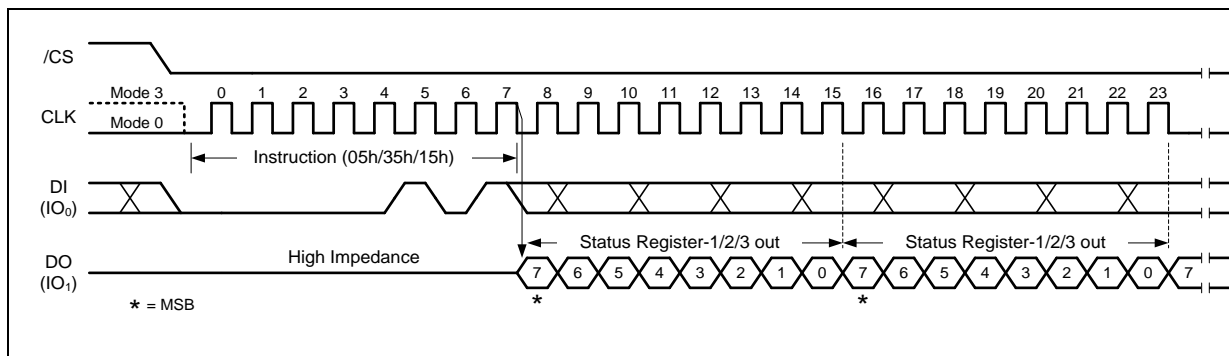 /CS
Mode 3 0 1 2 3 4 5 6 7 8 9 10 11 12 13 14 15 16 17 18 19 20 21 22 23
CLK
Mode 0
Instruction (05h/35h/15h)
DI
(IO0)
Status Register-1/2/3 out Status Register-1/2/3 out
High Impedance
DO
(IO1)
7 6 5 4 3 2 1 0 7 6 5 4 3 2 1 0 7
* *
* = MSB